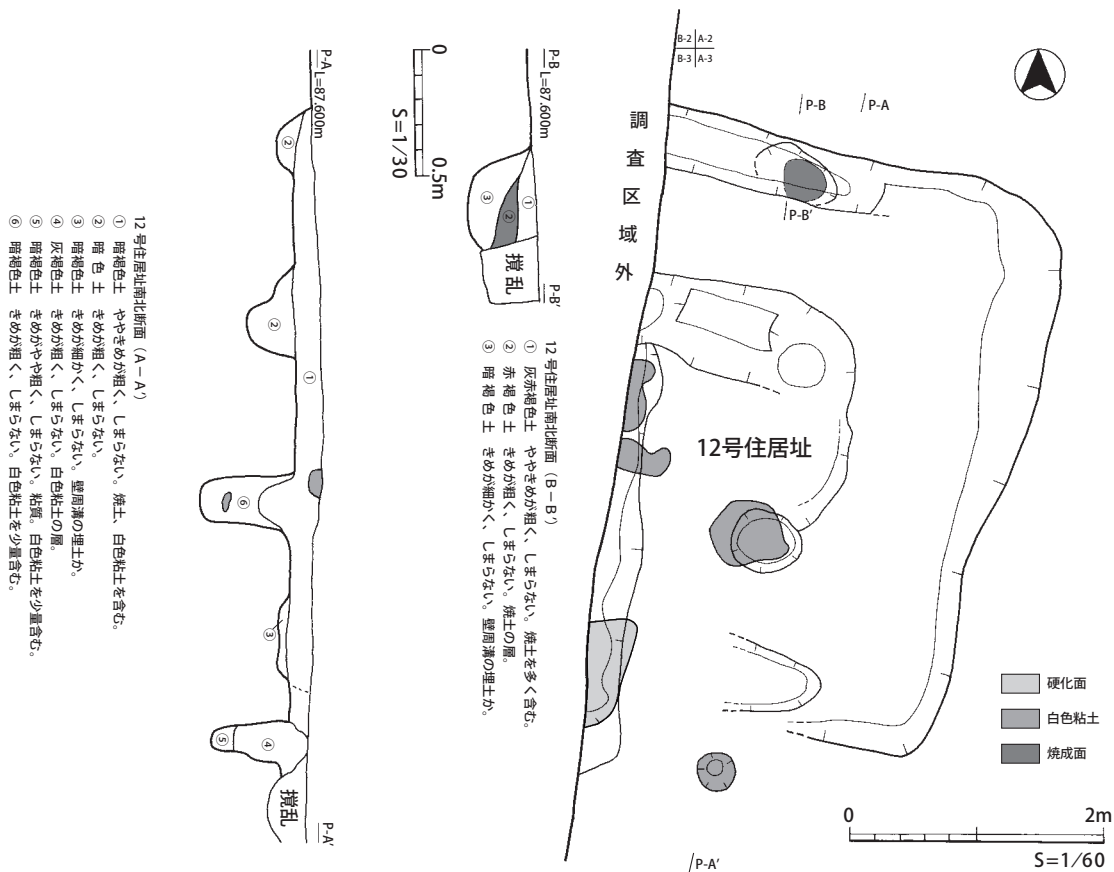 B-2 A-2
B-3 A-3
P-B
P-A
P-B'
調査区域外
12号住居址
硬化面
白色粘土
焼成面
0 2m
S=1/60
P-A'
P-B
L=87.600m
①
②
③
撹乱
P-B'
0 0.5m
S=1/30
12号住居址南北断面(B-B')
① 灰赤褐色土 ややきめが粗く、しまらない。焼土を多く含む。
② 赤褐色土 きめが粗く、しまらない。焼土の層。
③ 暗褐色土 きめが細かく、しまらない。壁周溝の埋土か。
P-A
L=87.600m
②
②
①
⑥
③
④
⑤
撹乱
P-A'
12号住居址南北断面(A-A')
① 暗褐色土 ややきめが粗く、しまらない。焼土、白色粘土を含む。
② 暗色土 きめが粗く、しまらない。
③ 暗褐色土 きめが細かく、しまらない。壁周溝の埋土か。
④ 灰褐色土 きめが粗く、しまらない。白色粘土の層。
⑤ 暗褐色土 きめがやや粗く、しまらない。粘質。白色粘土を少量含む。
⑥ 暗褐色土 きめが粗く、しまらない。白色粘土を少量含む。